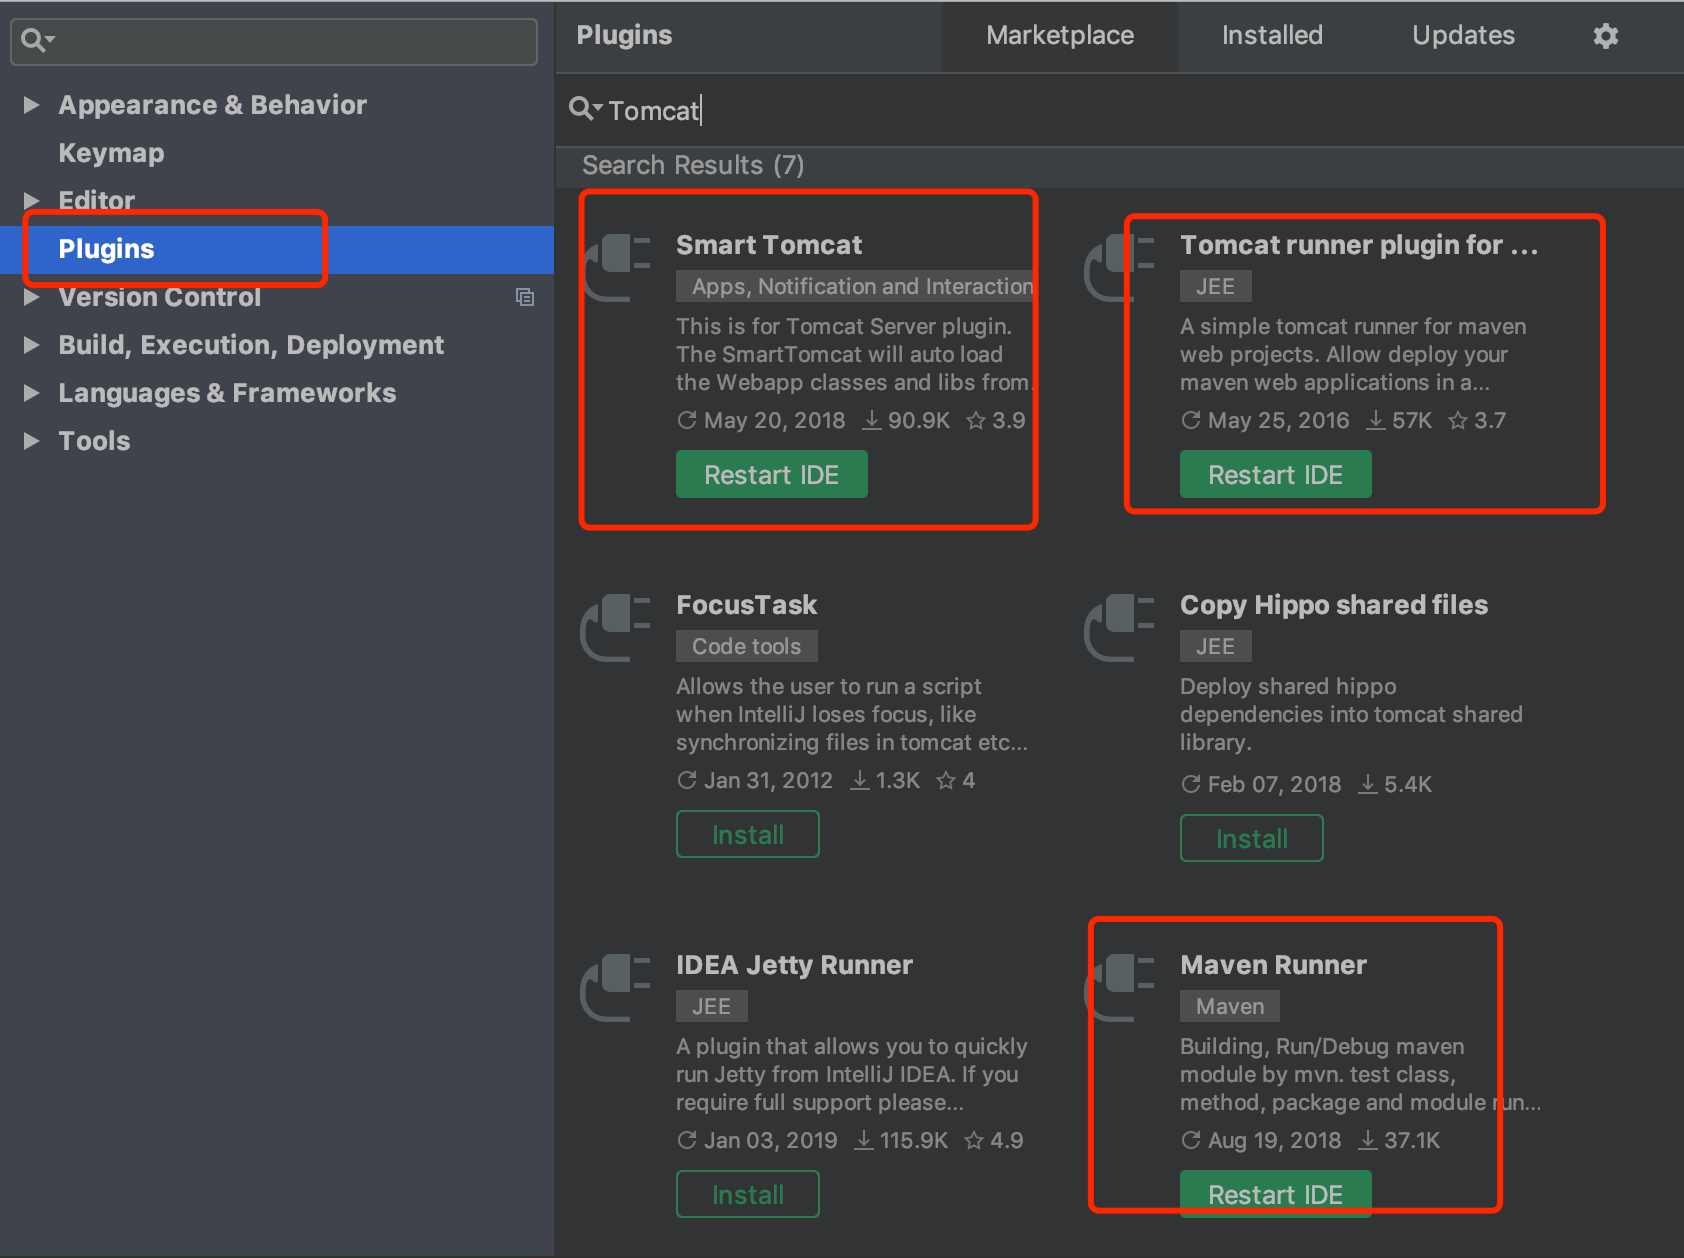 Appearance & Behavior
Keymap
Editor
Plugins
Version Control
Build, Execution, Deployment
Languages & Frameworks
Tools
Plugins
Marketplace
Installed
Updates
Tomcat
Search Results (7)
Smart Tomcat
Apps, Notification and Interaction
This is for Tomcat Server plugin.
The SmartTomcat will auto load
the Webapp classes and libs from.
May 20, 2018 90.9K 3.9
Restart IDE
Tomcat runner plugin for ...
JEE
A simple tomcat runner for maven
web projects. Allow deploy your
maven web applications in a...
May 25, 2016 57K 3.7
Restart IDE
FocusTask
Code tools
Allows the user to run a script
when IntelliJ loses focus, like
synchronizing files in tomcat etc...
Jan 31, 2012 1.3K 4
Install
Copy Hippo shared files
JEE
Deploy shared hippo
dependencies into tomcat shared
library.
Feb 07, 2018 5.4K
Install
IDEA Jetty Runner
JEE
A plugin that allows you to quickly
run Jetty from IntelliJ IDEA. If you
require full support please...
Jan 03, 2019 115.9K 4.9
Install
Maven Runner
Maven
Building, Run/Debug maven
module by mvn. test class,
method, package and module run...
Aug 19, 2018 37.1K
Restart IDE